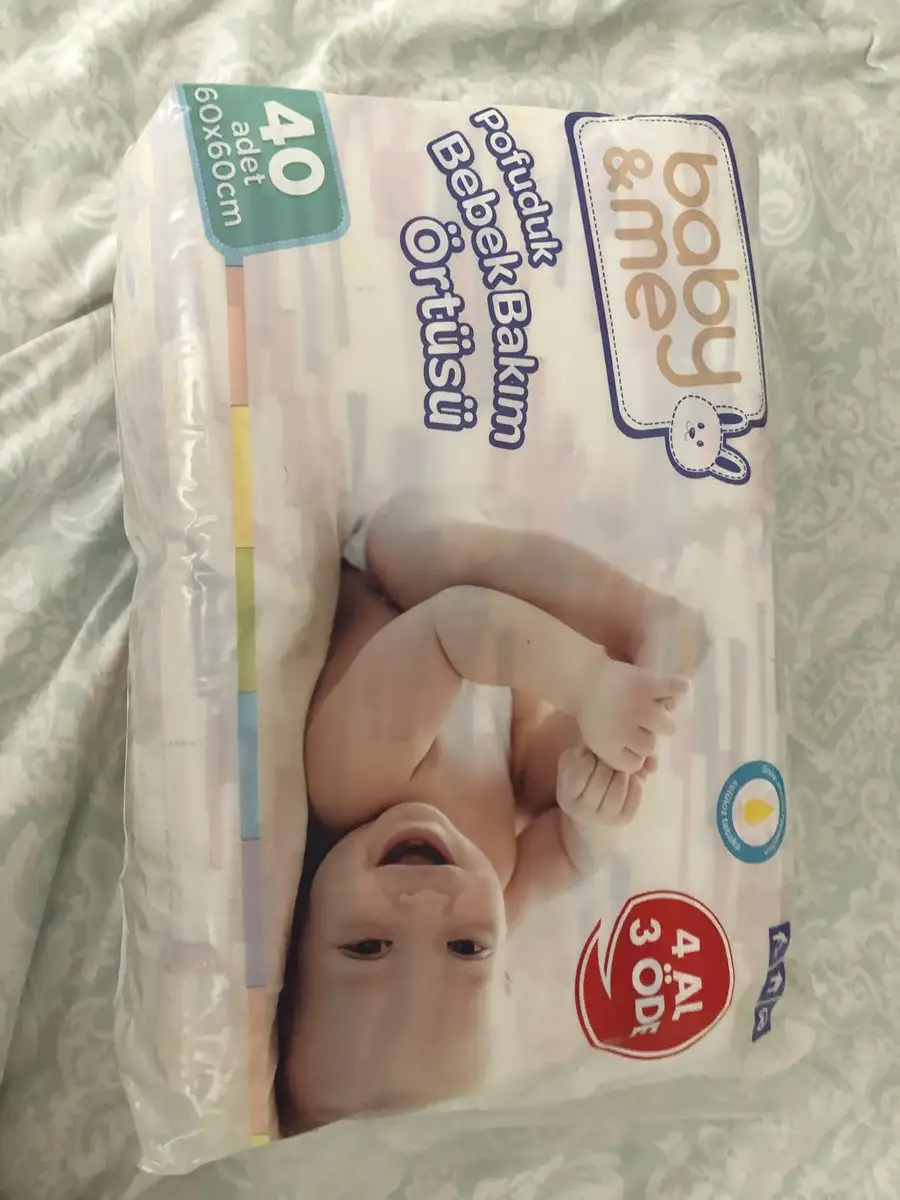 baby
&me
Pofuduk
Bebek Bakım
Örtüsü
40
adet
60x60cm
4 AL
3 ÖDE